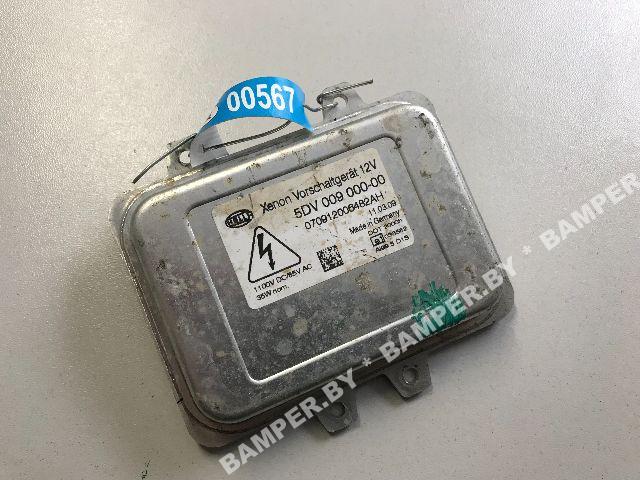 00567
HELLA
Xenon Vorschaltgerät 12V
5DV 009 000-00
070912006482AH
11.03.09
Made in Germany
1100V DC/85V AC
35W nom.
BAMPER.BY * BAMPER.BY * BAMPER.BY